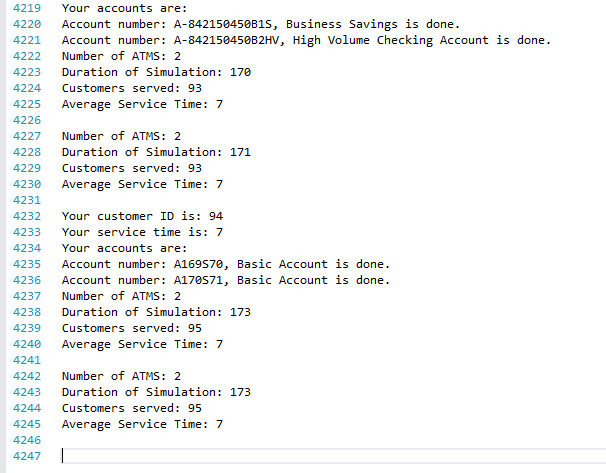 4219 Your accounts are:
4220 Account number: A-842150450B1S, Business Savings is done.
4221 Account number: A-842150450B2HV, High Volume Checking Account is done.
4222 Number of ATMS: 2
4223 Duration of Simulation: 170
4224 Customers served: 93
4225 Average Service Time: 7
4226
4227 Number of ATMS: 2
4228 Duration of Simulation: 171
4229 Customers served: 93
4230 Average Service Time: 7
4231
4232 Your customer ID is: 94
4233 Your service time is: 7
4234 Your accounts are:
4235 Account number: A169S70, Basic Account is done.
4236 Account number: A170S71, Basic Account is done.
4237 Number of ATMS: 2
4238 Duration of Simulation: 173
4239 Customers served: 95
4240 Average Service Time: 7
4241
4242 Number of ATMS: 2
4243 Duration of Simulation: 173
4244 Customers served: 95
4245 Average Service Time: 7
4246
4247